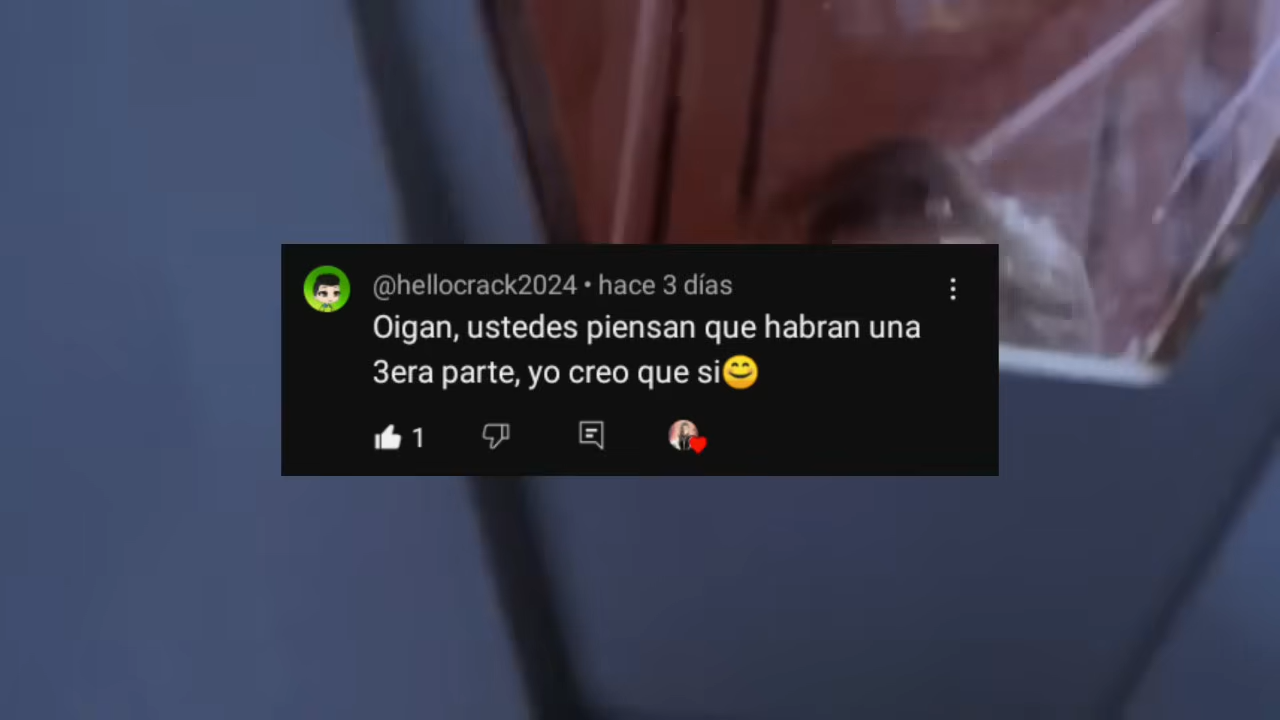 @hellocrack2024 • hace 3 días
Oigan, ustedes piensan que habran una
3era parte, yo creo que si😊
1